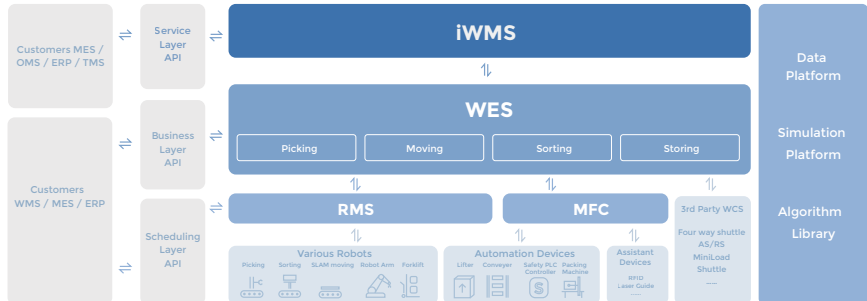 Customers MES /
OMS / ERP / TMS
Service
Layer
API
iWMS
Customers
WMS / MES / ERP
Business
Layer
API
WES
Picking
Moving
Sorting
Storing
Scheduling
Layer
API
RMS
MFC
3rd Party WCS
Four way shuttle
AS/RS
MiniLoad
Shuttle
......
Various Robots
Picking
Sorting
SLAM moving
Robot Arm
Forklift
Automation Devices
Lifter
Conveyer
Safety PLC
Controller
Packing
Machine
S
Assistant
Devices
RFID
Laser Guide
......
Data
Platform
Simulation
Platform
Algorithm
Library